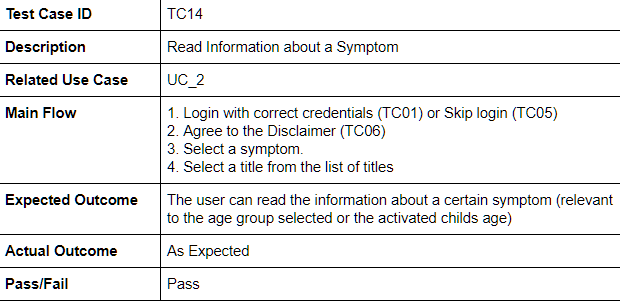 Test Case ID TC14
Description Read Information about a Symptom
Related Use Case UC_2
Main Flow 1. Login with correct credentials (TC01) or Skip login (TC05)
2. Agree to the Disclaimer (TC06)
3. Select a symptom.
4. Select a title from the list of titles
Expected Outcome The user can read the information about a certain symptom (relevant
to the age group selected or the activated childs age)
Actual Outcome As Expected
Pass/Fail Pass